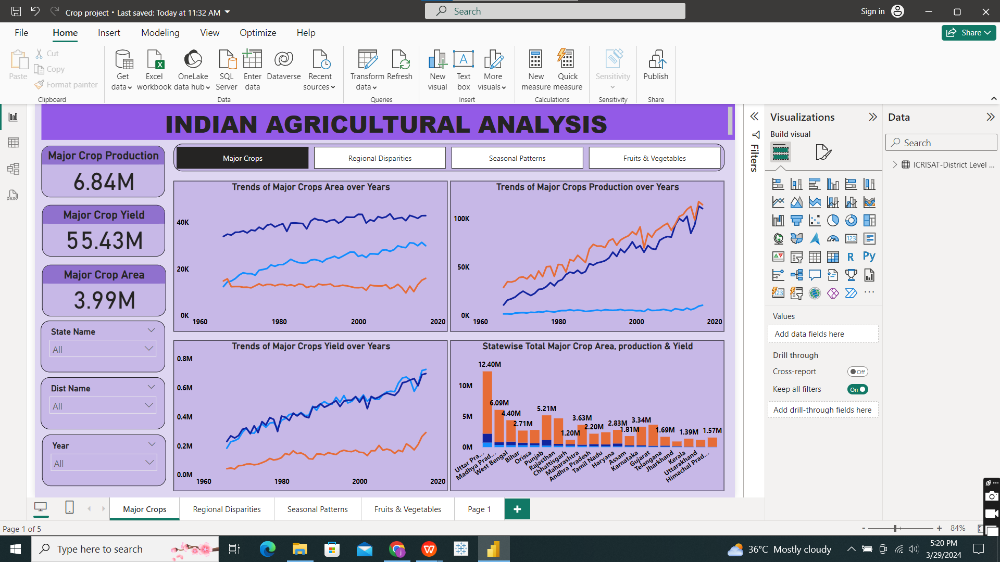 Crop project • Last saved: Today at 11:32 AM
Search
Sign in
File Home Insert Modeling View Optimize Help
Share
Paste
Cut
Copy
Format painter
Clipboard
Get data
Excel workbook
OneLake data hub
SQL Server
Enter data
Dataverse
Recent sources
Data
Transform data
Refresh
Queries
New visual
Text box
More visuals
Insert
New measure
Quick measure
Calculations
Sensitivity
Sensitivity
Publish
Share
DAX
INDIAN AGRICULTURAL ANALYSIS
Major Crop Production
6.84M
Major Crop Yield
55.43M
Major Crop Area
3.99M
State Name
All
Dist Name
All
Year
All
Major Crops
Regional Disparities
Seasonal Patterns
Fruits & Vegetables
Trends of Major Crops Area over Years
40K
20K
0K
1960 1980 2000 2020
Trends of Major Crops Production over Years
100K
50K
0K
1960 1980 2000 2020
Trends of Major Crops Yield over Years
0.8M
0.6M
0.4M
0.2M
0.0M
1960 1980 2000 2020
Statewise Total Major Crop Area, production & Yield
10M
5M
0M
12.40M
6.09M
4.40M
2.71M
5.21M
1.20M
3.63M
2.20M
2.83M
1.81M
3.34M
1.69M
1.39M
1.57M
Uttar Pra...
Madhya Prad...
West Bengal
Bihar
Orissa
Punjab
Rajasthan
Chhattisgarh
Maharashtra
Andhra Pradesh
Tamil Nadu
Haryana
Assam
Karnataka
Gujarat
Telangana
Jharkhand
Kerala
Uttarakhand
Himachal Prad...
Filters
Visualizations
Build visual
123
R
Py
123
Values
Add data fields here
Drill through
Cross-report
Off
Keep all filters
On
Add drill-through fields here
Data
Search
ICRISAT-District Level ...
Major Crops
Regional Disparities
Seasonal Patterns
Fruits & Vegetables
Page 1
+
Page 1 of 5
- + 84%
Type here to search
36°C Mostly cloudy
5:20 PM
3/29/2024